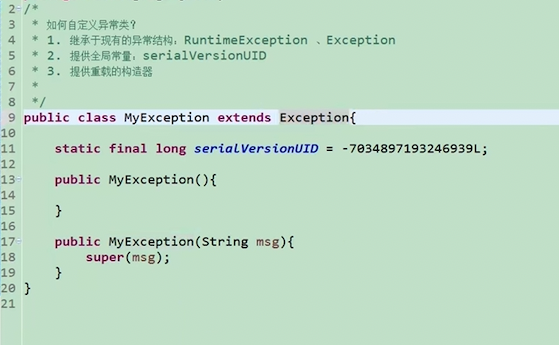 2 /*
3  * 如何自定义异常类？
4  * 1. 继承于现有的异常结构：RuntimeException 、Exception
5  * 2. 提供全局常量：serialVersionUID
6  * 3. 提供重载的构造器
7  *
8  */
9 public class MyException extends Exception{
10
11     static final long serialVersionUID = -7034897193246939L;
12
13     public MyException(){
14
15     }
16
17     public MyException(String msg){
18         super(msg);
19     }
20 }
21